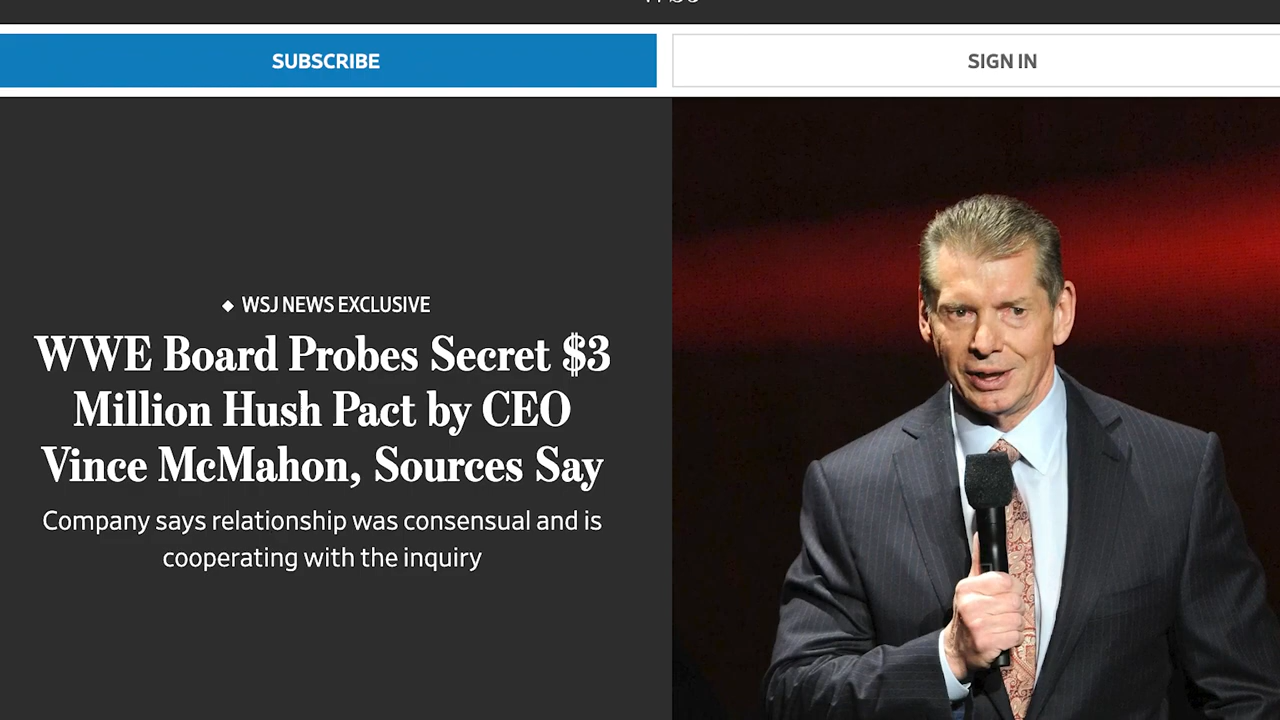 SUBSCRIBE
SIGN IN
◆ WSJ NEWS EXCLUSIVE
WWE Board Probes Secret $3
Million Hush Pact by CEO
Vince McMahon, Sources Say
Company says relationship was consensual and is
cooperating with the inquiry